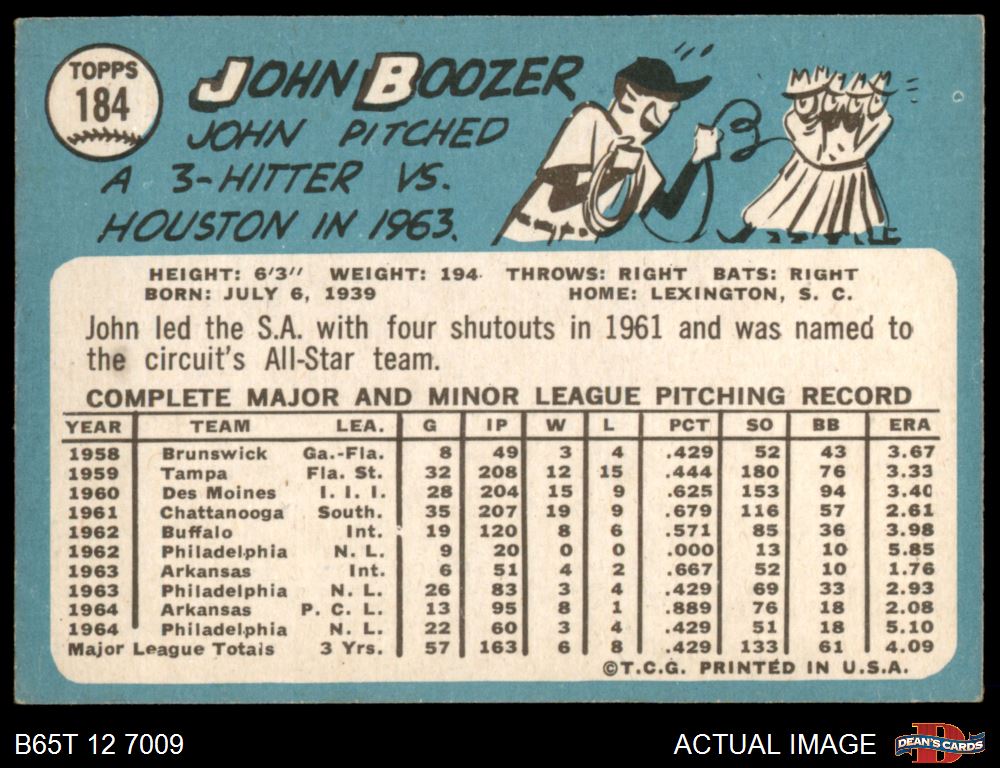 TOPPS
184
JOHN BOOZER
JOHN PITCHED
A 3-HITTER VS.
HOUSTON IN 1963.
HEIGHT: 6'3" WEIGHT: 194 THROWS: RIGHT BATS: RIGHT
BORN: JULY 6, 1939 HOME: LEXINGTON, S. C.
John led the S.A. with four shutouts in 1961 and was named to
the circuit's All-Star team.
COMPLETE MAJOR AND MINOR LEAGUE PITCHING RECORD
YEAR TEAM LEA. G IP W L PCT SO BB ERA
1958 Brunswick Ga.-Fla. 8 49 3 4 .429 52 43 3.67
1959 Tampa Fla. St. 32 208 12 15 .444 180 76 3.33
1960 Des Moines I. I. I. 28 204 15 9 .625 153 94 3.40
1961 Chattanooga South. 35 207 19 9 .679 116 57 2.61
1962 Buffalo Int. 19 120 8 6 .571 85 36 3.98
1962 Philadelphia N. L. 9 20 0 0 .000 13 10 5.85
1963 Arkansas Int. 6 51 4 2 .667 52 10 1.76
1963 Philadelphia N. L. 26 83 3 4 .429 69 33 2.93
1964 Arkansas P. C. L. 13 95 8 1 .889 76 18 2.08
1964 Philadelphia N. L. 22 60 3 4 .429 51 18 5.10
Major League Totals 3 Yrs. 57 163 6 8 .429 133 61 4.09
©T.C.G. PRINTED IN U.S.A.
B65T 12 7009
ACTUAL IMAGE
D
DEAN'S CARDS